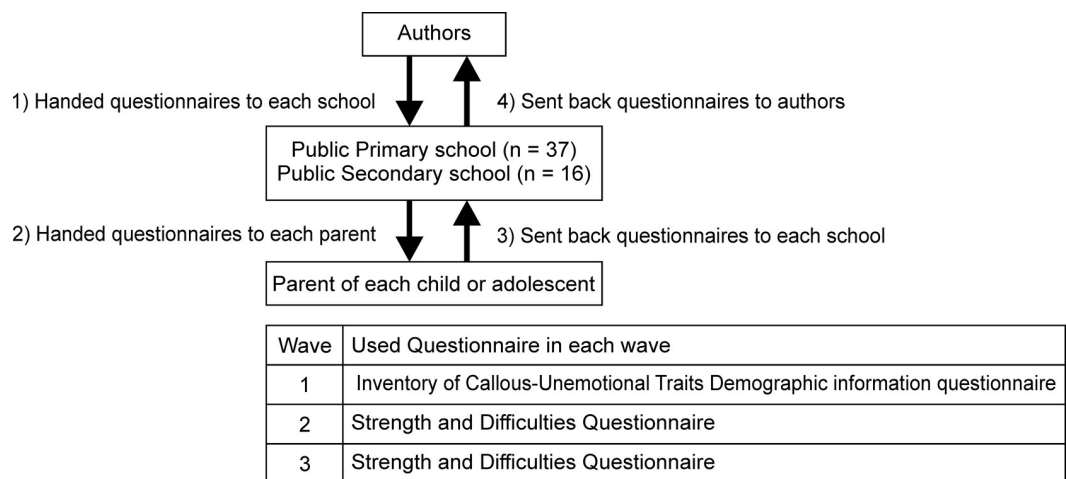 Authors
1) Handed questionnaires to each school
4) Sent back questionnaires to authors
Public Primary school (n = 37)
Public Secondary school (n = 16)
2) Handed questionnaires to each parent
3) Sent back questionnaires to each school
Parent of each child or adolescent
Wave Used Questionnaire in each wave
1 Inventory of Callous-Unemotional Traits Demographic information questionnaire
2 Strength and Difficulties Questionnaire
3 Strength and Difficulties Questionnaire